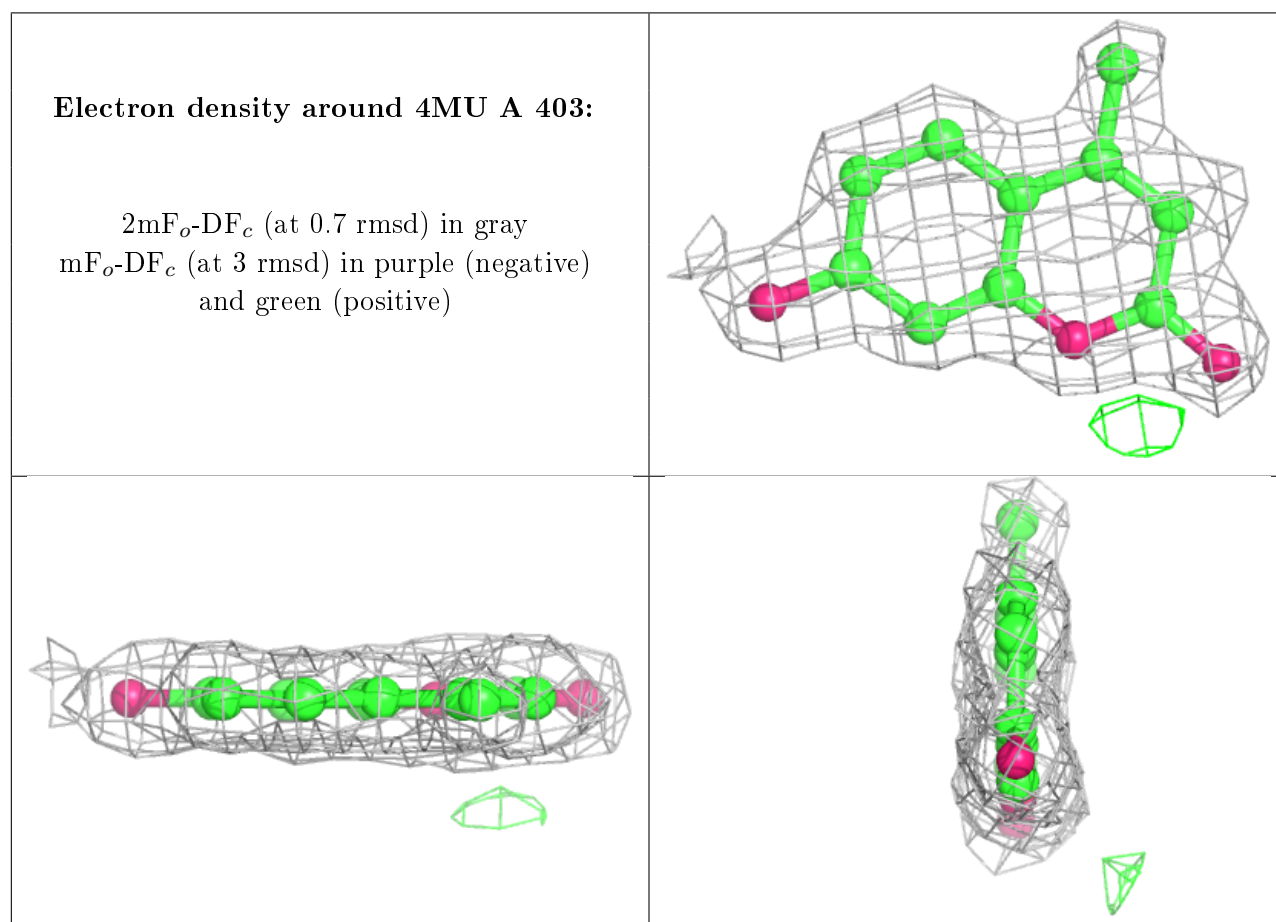 Electron density around 4MU A 403:
2mFo-DFc (at 0.7 rmsd) in gray
mFo-DFc (at 3 rmsd) in purple (negative)
and green (positive)